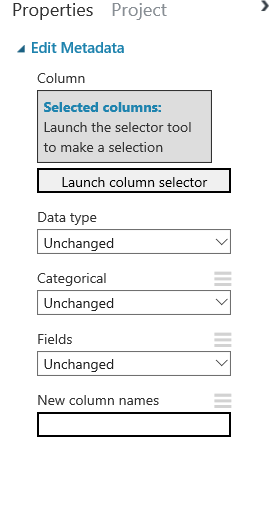 Properties Project
Edit Metadata
Column
Selected columns:
Launch the selector tool
to make a selection
Launch column selector
Data type
Unchanged
Categorical
Unchanged
Fields
Unchanged
New column names